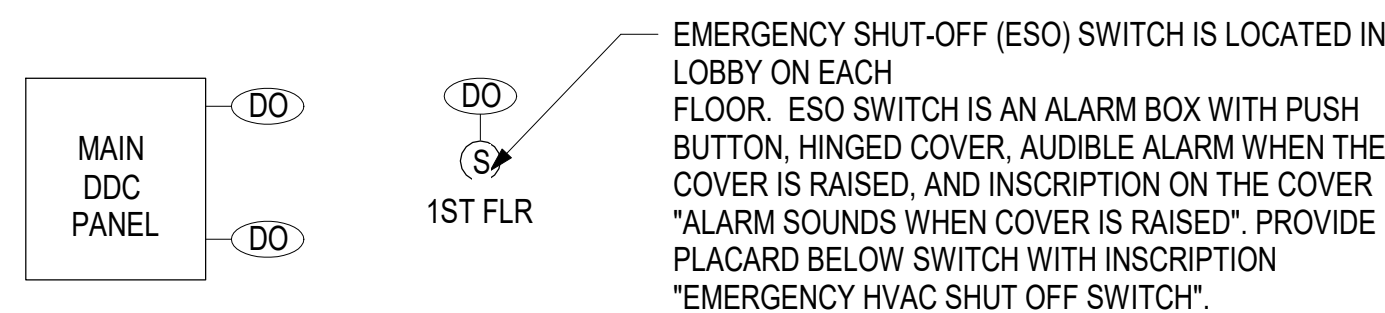 MAIN
DDC
PANEL
DO
DO
DO
S
1ST FLR
EMERGENCY SHUT-OFF (ESO) SWITCH IS LOCATED IN
LOBBY ON EACH
FLOOR. ESO SWITCH IS AN ALARM BOX WITH PUSH
BUTTON, HINGED COVER, AUDIBLE ALARM WHEN THE
COVER IS RAISED, AND INSCRIPTION ON THE COVER
"ALARM SOUNDS WHEN COVER IS RAISED". PROVIDE
PLACARD BELOW SWITCH WITH INSCRIPTION
"EMERGENCY HVAC SHUT OFF SWITCH".